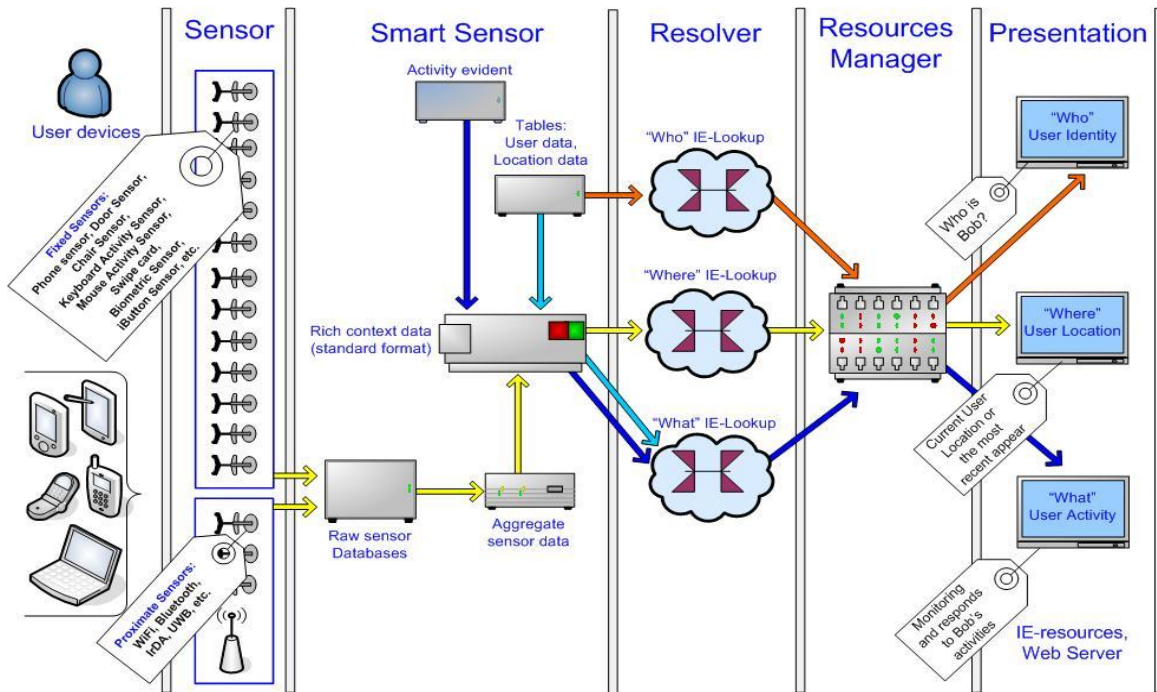 Sensor
Smart Sensor
Resolver
Resources
Manager
Presentation
User devices
Fixed Sensors:
Phone sensor, Door Sensor,
Chair Sensor,
Keyboard Activity Sensor,
Mouse Activity Sensor,
Swipe card,
Biometric Sensor,
iButton Sensor, etc.
Proximate Sensors:
WiFi, Bluetooth,
IrDA, UWB, etc.
Activity evident
Tables:
User data,
Location data
Rich context data
(standard format)
Raw sensor
Databases
Aggregate
sensor data
"Who" IE-Lookup
"Where" IE-Lookup
"What" IE-Lookup
"Who"
User Identity
Who is
Bob?
"Where"
User Location
Current User
Location or
the most
recent appear
"What"
User Activity
Monitoring
and responds
to Bob's
activities
IE-resources,
Web Server